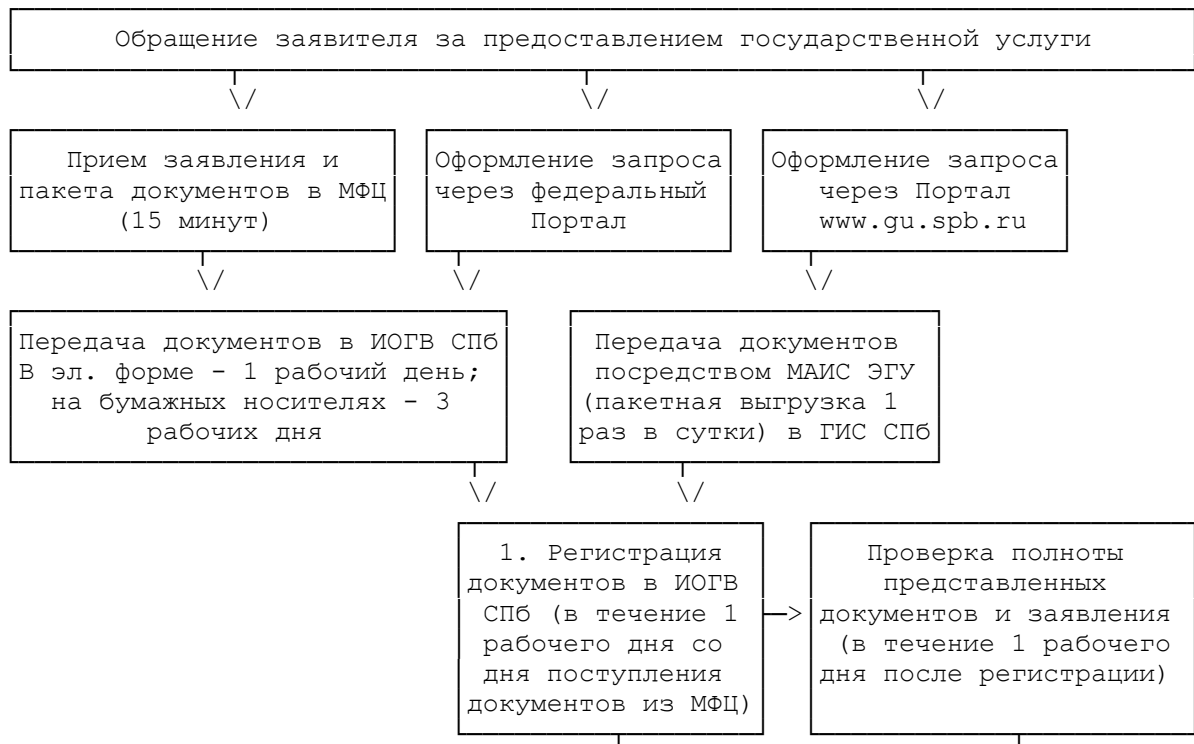 Обращение заявителя за предоставлением государственной услуги
\/
\/
\/
Прием заявления и
пакета документов в МФЦ
(15 минут)
Оформление запроса
через федеральный
Портал
Оформление запроса
через Портал
www.gu.spb.ru
\/
\/
\/
Передача документов в ИОГВ СПб
В эл. форме - 1 рабочий день;
на бумажных носителях - 3
рабочих дня
Передача документов
посредством МАИС ЭГУ
(пакетная выгрузка 1
раз в сутки) в ГИС СПб
\/
\/
1. Регистрация
документов в ИОГВ
СПб (в течение 1
рабочего дня со
дня поступления
документов из МФЦ)
──>
Проверка полноты
представленных
документов и заявления
(в течение 1 рабочего
дня после регистрации)